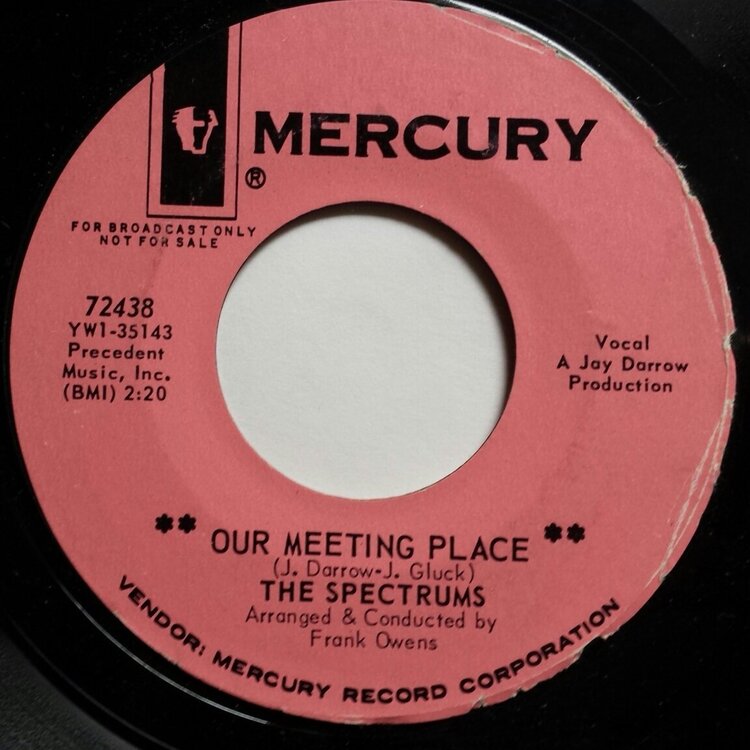 MERCURY
®
FOR BROADCAST ONLY
NOT FOR SALE
72438
YW1-35143
Precedent
Music, Inc.
(BMI) 2:20
Vocal
A Jay Darrow
Production
** OUR MEETING PLACE **
(J. Darrow-J. Gluck)
THE SPECTRUMS
Arranged & Conducted by
Frank Owens
VENDOR: MERCURY RECORD CORPORATION